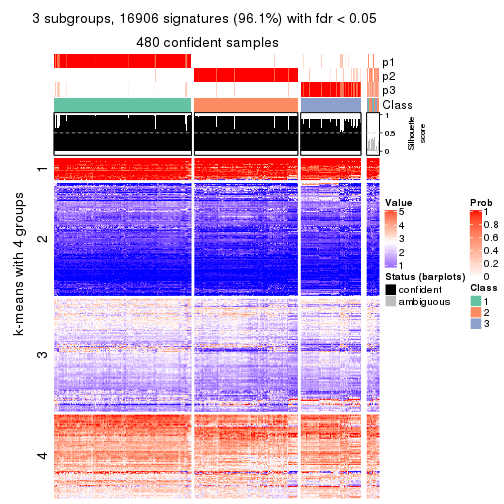 3 subgroups, 16906 signatures (96.1%) with fdr < 0.05
480 confident samples
p1
p2
p3
Class
1
0.5
0
Silhouette
score
k-means with 4 groups
1
2
3
4
Value
5
4
3
2
1
Status (barplots)
confident
ambiguous
Prob
1
0.8
0.6
0.4
0.2
0
Class
1
2
3